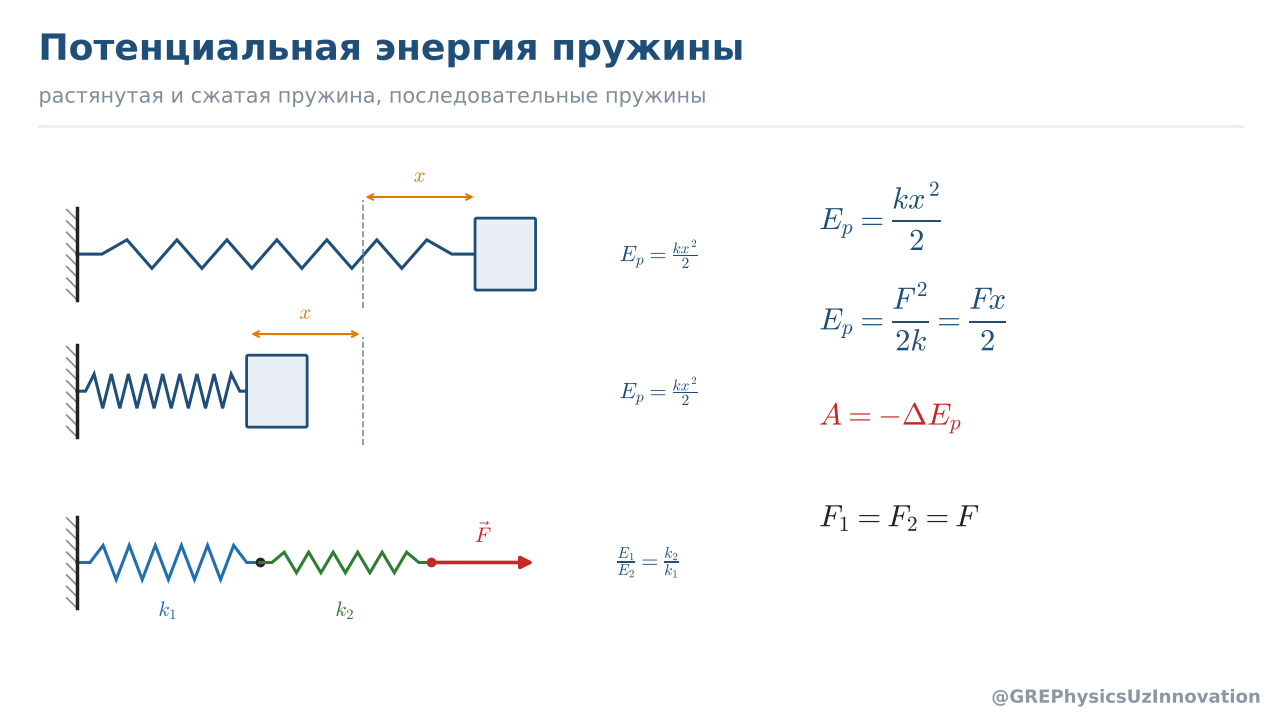 Потенциальная энергия пружины
растянутая и сжатая пружина, последовательные пружины
x
E_p = kx^2/2
E_p = kx^2/2
x
E_p = F^2/2k = Fx/2
E_p = kx^2/2
A = −ΔE_p
F⃗
F_1 = F_2 = F
E_1/E_2 = k_2/k_1
k_1
k_2
@GREPhysicsUzInnovation